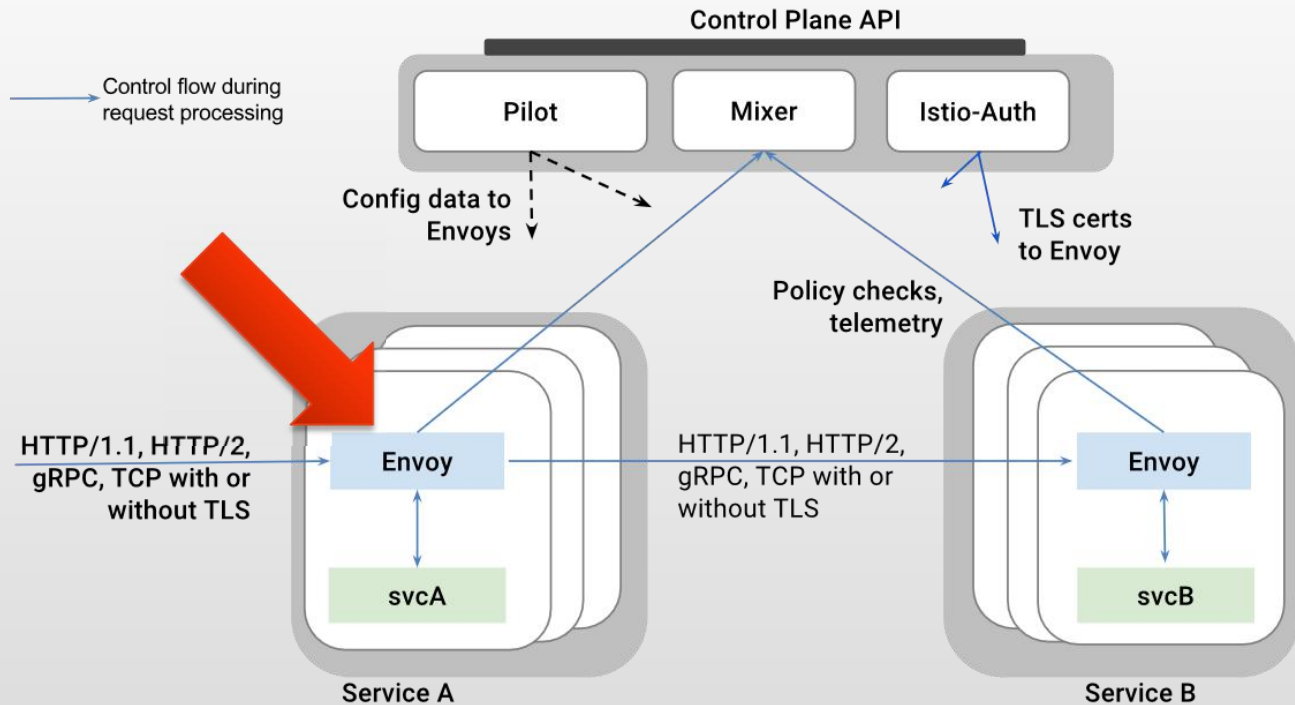 Control Plane API
Control flow during
request processing
Pilot
Mixer
Istio-Auth
Config data to
Envoys
TLS certs
to Envoy
Policy checks,
telemetry
HTTP/1.1, HTTP/2,
gRPC, TCP with or
without TLS
Envoy
HTTP/1.1, HTTP/2,
gRPC, TCP with or
without TLS
Envoy
svcA
svcB
Service A
Service B